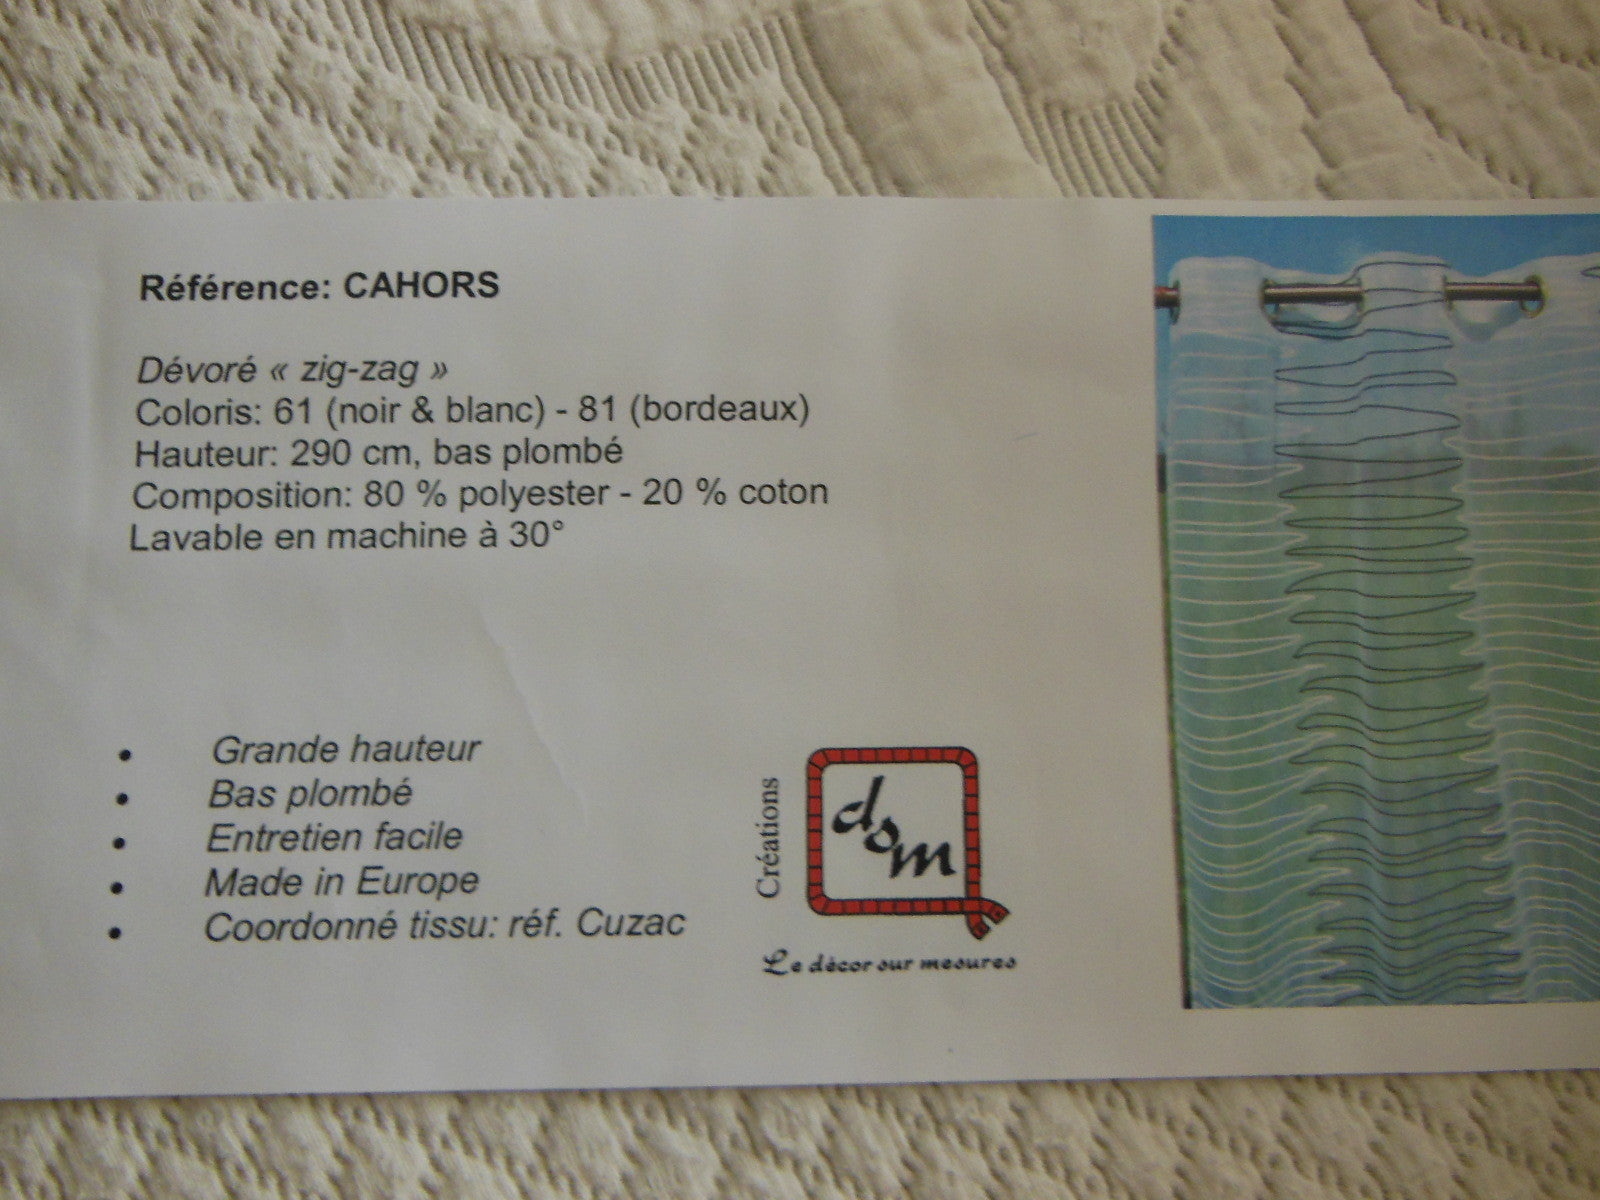 Référence: CAHORS
Dévoré « zig-zag »
Coloris: 61 (noir & blanc) - 81 (bordeaux)
Hauteur: 290 cm, bas plombé
Composition: 80 % polyester - 20 % coton
Lavable en machine à 30°
• Grande hauteur
• Bas plombé
• Entretien facile
• Made in Europe
• Coordonné tissu: réf. Cuzac
Créations
dom
Le décor sur mesures